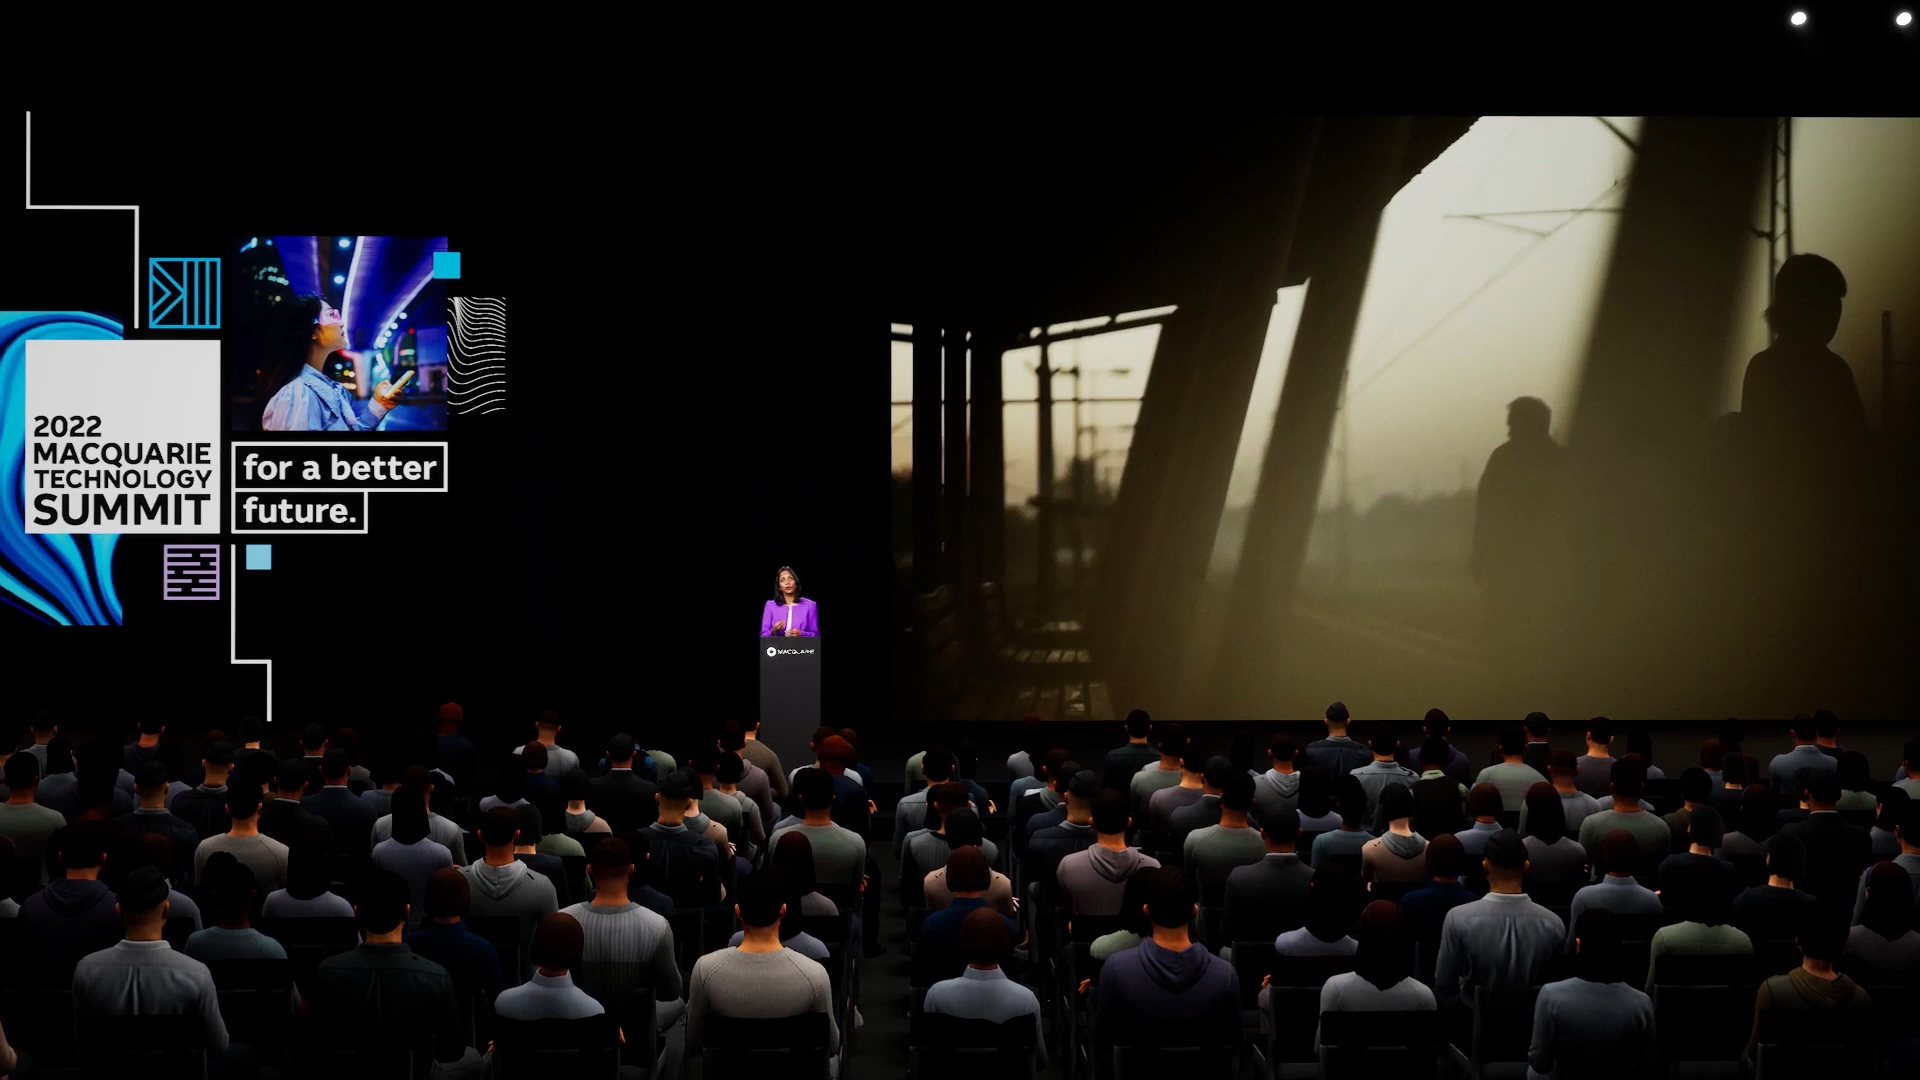 2022
MACQUARIE
TECHNOLOGY
SUMMIT
for a better
future.
MACQUARIE